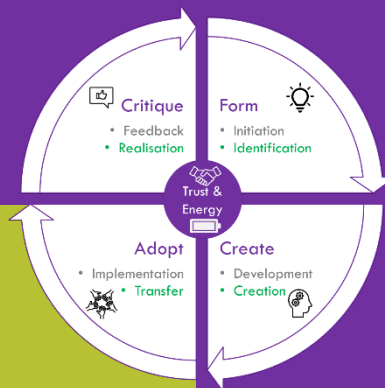 Critique
• Feedback
• Realisation
Form
• Initiation
• Identification
Trust &
Energy
Adopt
• Implementation
• Transfer
Create
• Development
• Creation